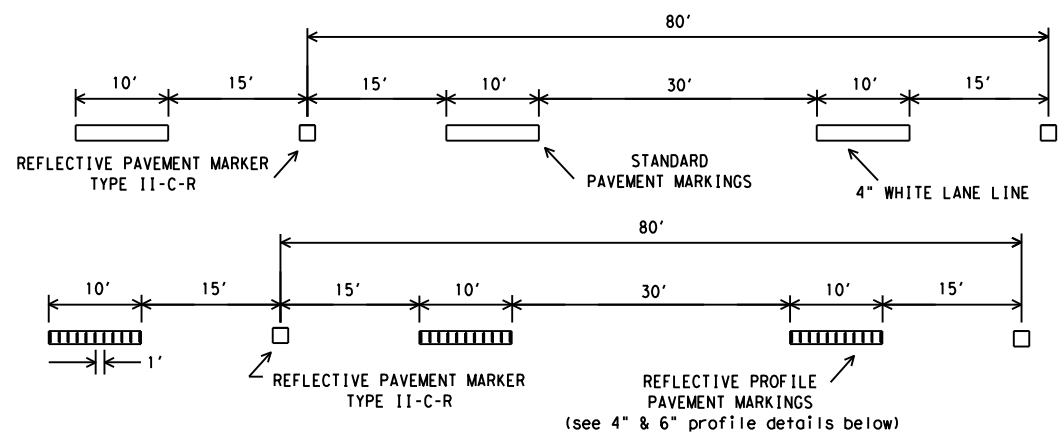 80'
10' 15' 15' 10' 30' 10' 15'
REFLECTIVE PAVEMENT MARKER
TYPE II-C-R
STANDARD
PAVEMENT MARKINGS
4" WHITE LANE LINE
80'
10' 15' 15' 10' 30' 10' 15'
1'
REFLECTIVE PAVEMENT MARKER
TYPE II-C-R
REFLECTIVE PROFILE
PAVEMENT MARKINGS
(see 4" & 6" profile details below)